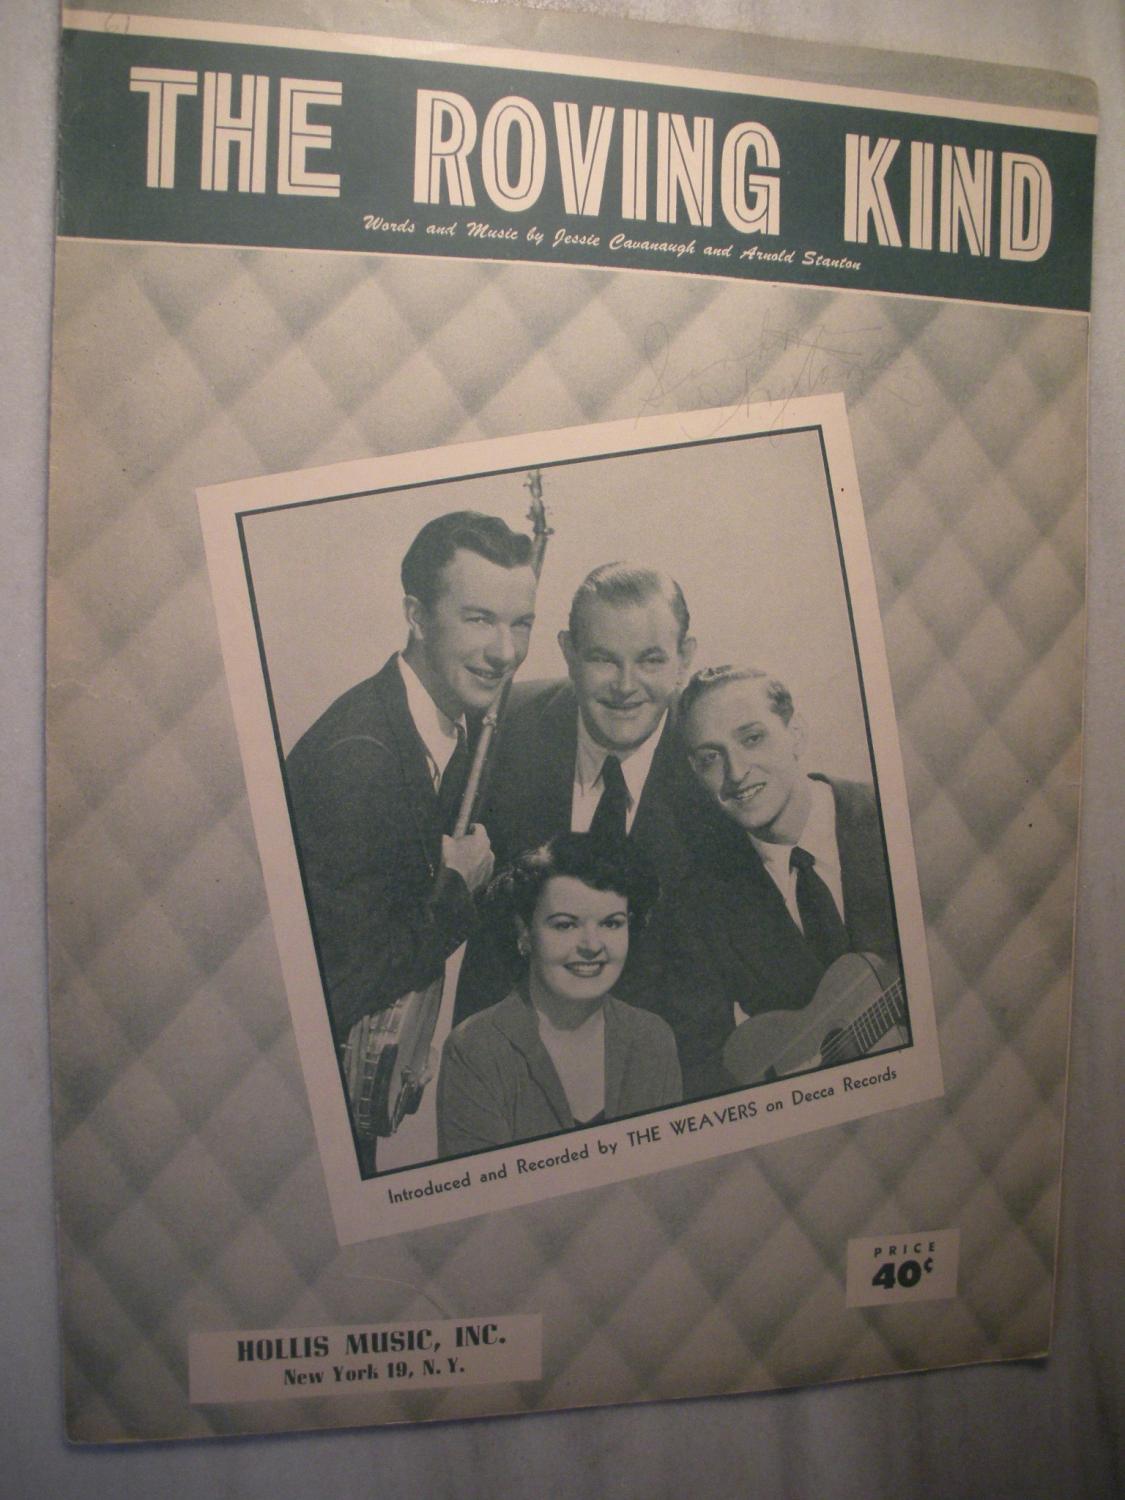 THE ROVING KIND
Words and Music by Jessie Cavanaugh and Arnold Stanton
Introduced and Recorded by THE WEAVERS on Decca Records
PRICE
40¢
HOLLIS MUSIC, INC.
New York 19, N. Y.